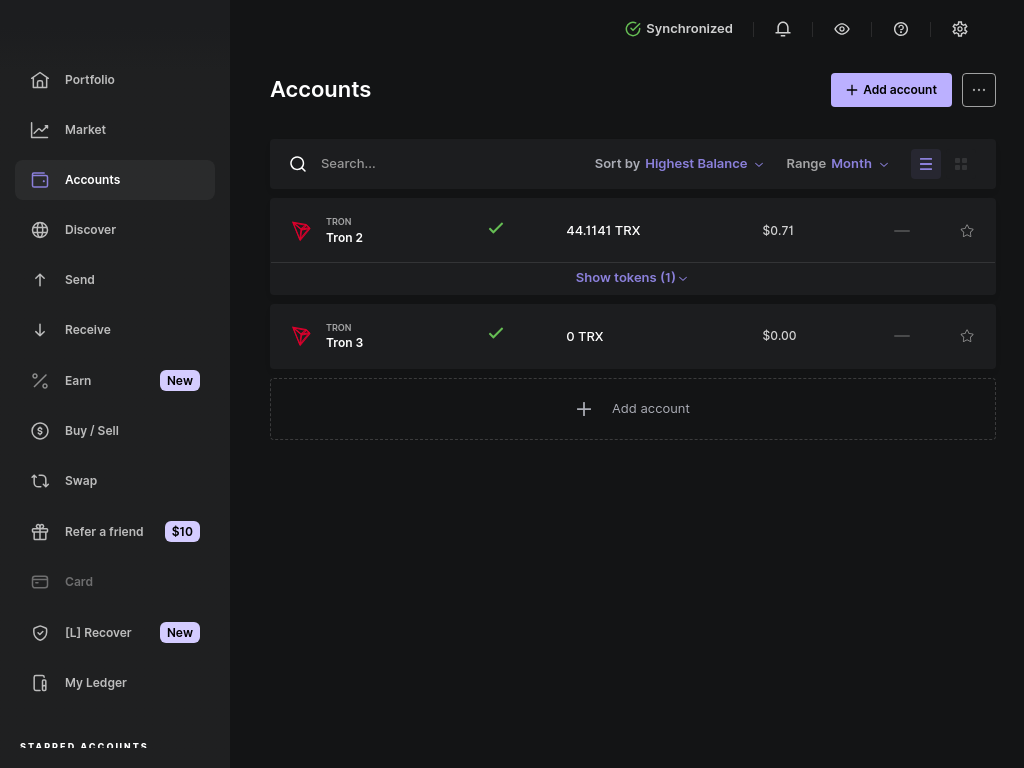 Synchronized
Portfolio
Market
Accounts
Discover
Send
Receive
Earn New
Buy / Sell
Swap
Refer a friend $10
Card
[L] Recover New
My Ledger
STARRED ACCOUNTS
Accounts
Add account
Search...
Sort by Highest Balance
Range Month
TRON
Tron 2
44.1141 TRX
$0.71
Show tokens (1)
TRON
Tron 3
0 TRX
$0.00
Add account